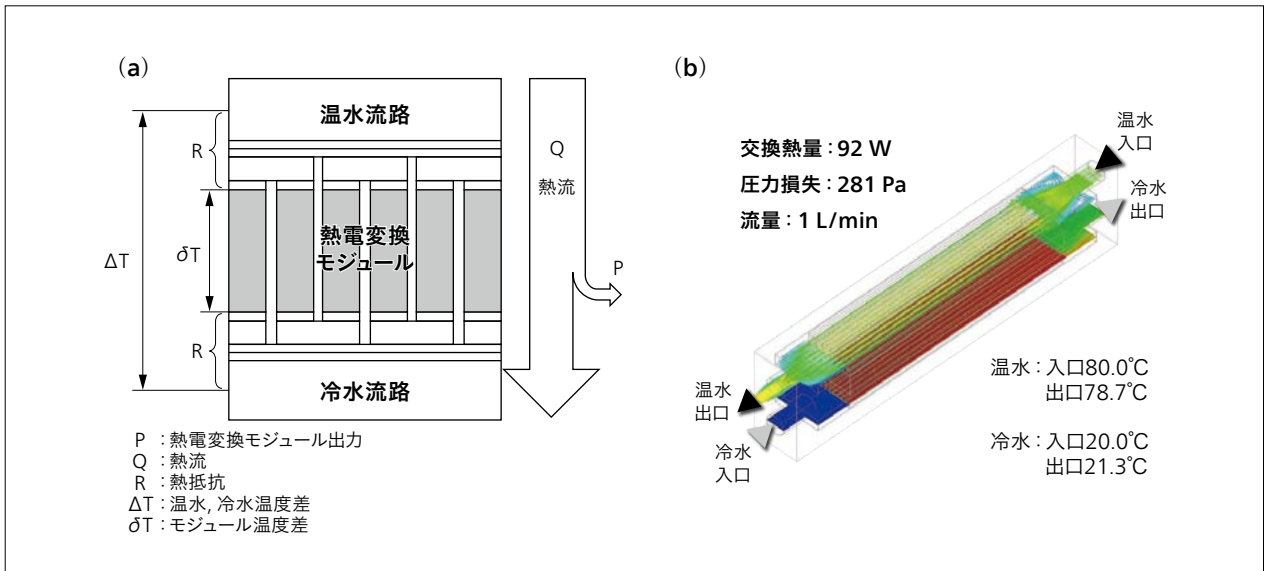 (a)
温水流路
R
Q
熱流
熱電変換
モジュール
ΔT
δT
P
R
冷水流路
P：熱電変換モジュール出力
Q：熱流
R：熱抵抗
ΔT：温水, 冷水温度差
δT：モジュール温度差
(b)
交換熱量：92 W
圧力損失：281 Pa
流量：1 L/min
温水
入口
冷水
出口
温水
出口
冷水
入口
温水：入口80.0℃
出口78.7℃
冷水：入口20.0℃
出口21.3℃